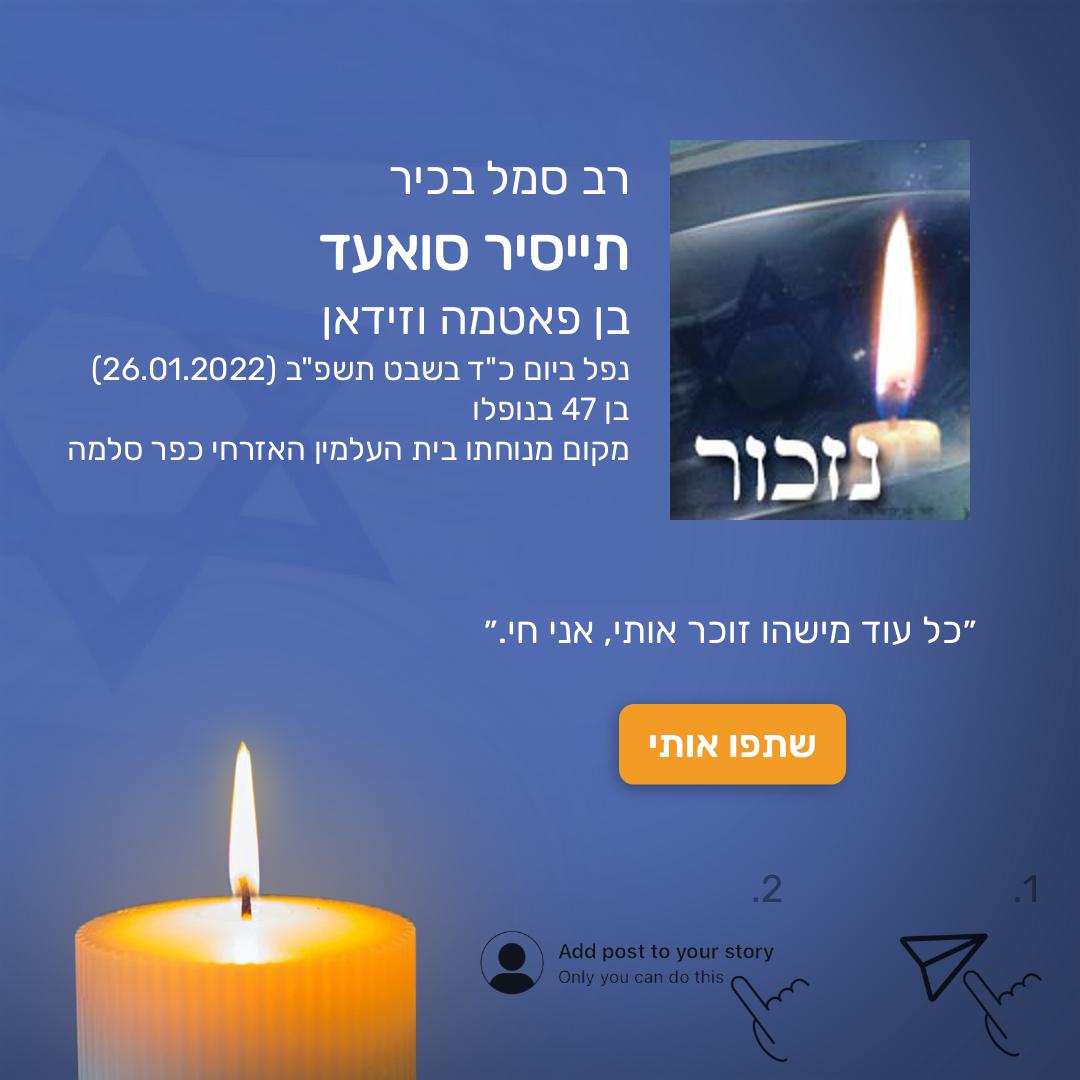 רב סמל בכיר
תייסיר סואעד
בן פאטמה וזידאן
נפל ביום כ"ד בשבט תשפ"ב (26.01.2022)
בן 47 בנופלו
מקום מנוחתו בית העלמין האזרחי כפר סלמה
נזכור
״כל עוד מישהו זוכר אותי, אני חי.״
שתפו אותי
1.
2.
Add post to your story
Only you can do this